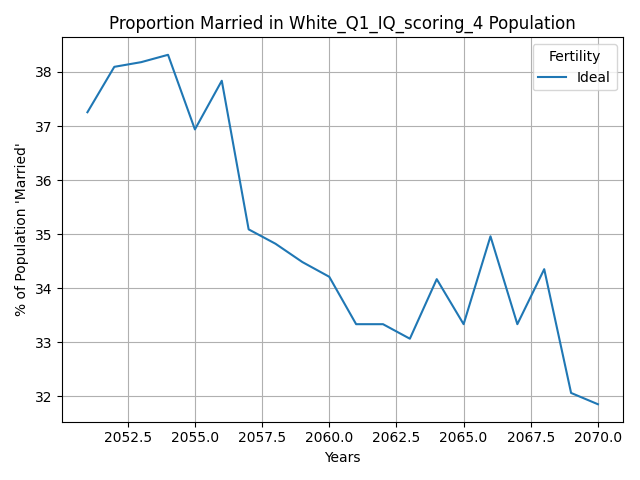 Proportion Married in White_Q1_IQ_scoring_4 Population
Fertility
Ideal
% of Population 'Married'
38
37
36
35
34
33
32
2052.5 2055.0 2057.5 2060.0 2062.5 2065.0 2067.5 2070.0
Years